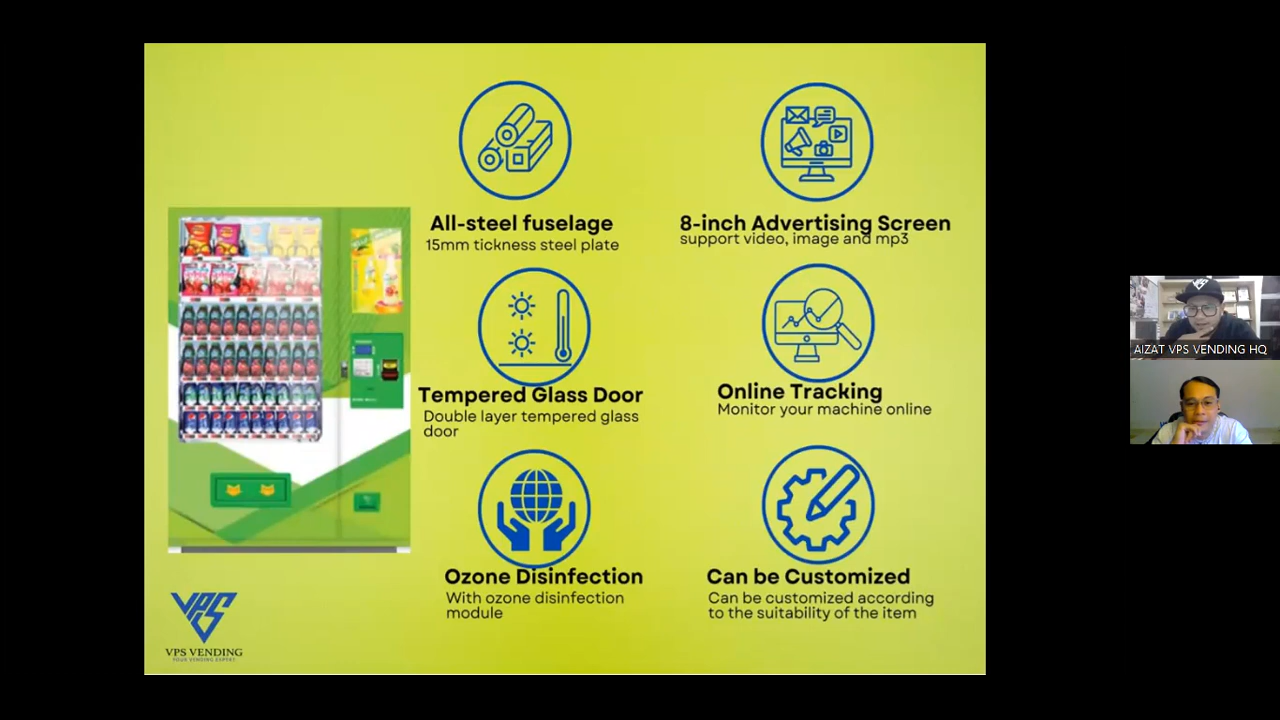 All-steel fuselage
15mm tickness steel plate
8-inch Advertising Screen
support video, image and mp3
Tempered Glass Door
Double layer tempered glass
door
Online Tracking
Monitor your machine online
Ozone Disinfection
With ozone disinfection
module
Can be Customized
Can be customized according
to the suitability of the item
VPS
VPS VENDING
YOUR VENDING EXPERT
AIZAT VPS VENDING HQ